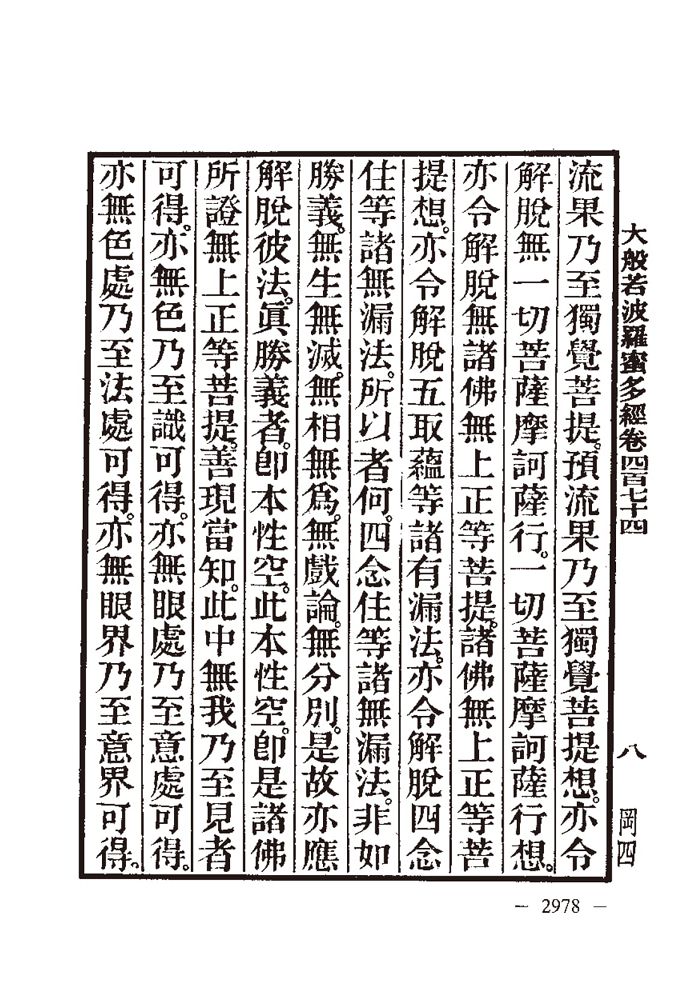 大般若波羅蜜多經卷四百七十四
八
岡四
流果乃至獨覺菩提。預流果乃至獨覺菩提想。亦令
解脫無一切菩薩摩訶薩行。一切菩薩摩訶薩行想。
亦令解脫無諸佛無上正等菩提。諸佛無上正等菩
提想。亦令解脫五取蘊等諸有漏法。亦令解脫四念
住等諸無漏法。所以者何。四念住等諸無漏法。非如
勝義。無生無滅。無相無爲。無戲論。無分別。是故亦應
解脫彼法。眞勝義者。卽本性空。此本性空。卽是諸佛
所證無上正等菩提。善現當知。此中無我乃至見者
可得。亦無色乃至識可得。亦無眼處乃至意處可得。
亦無色處乃至法處可得。亦無眼界乃至意界可得。
— 2978 —